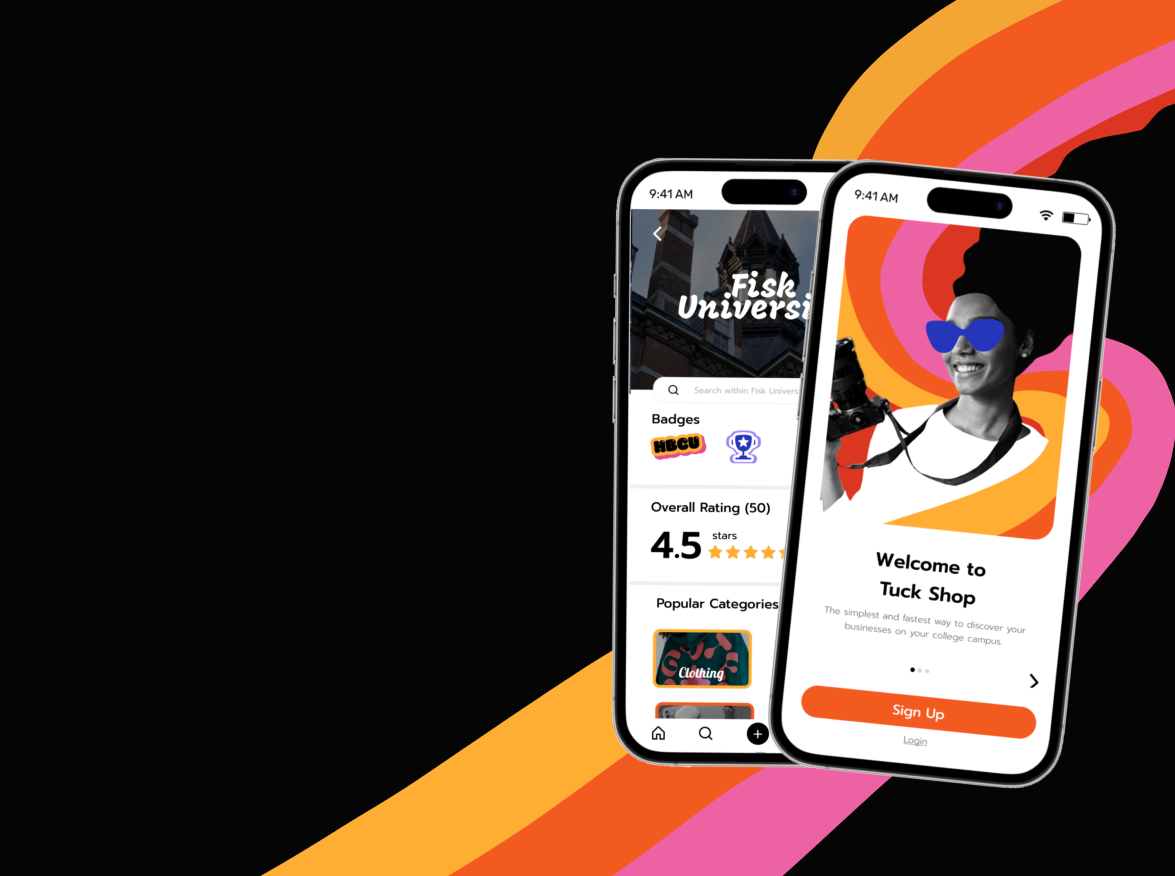 9:41 AM
Fisk
Universi
Search within Fisk Univers
Badges
HBCU
Overall Rating (50)
4.5
stars
Popular Categories
Clothing
9:41 AM
Welcome to
Tuck Shop
The simplest and fastest way to discover your
businesses on your college campus.
Sign Up
Login